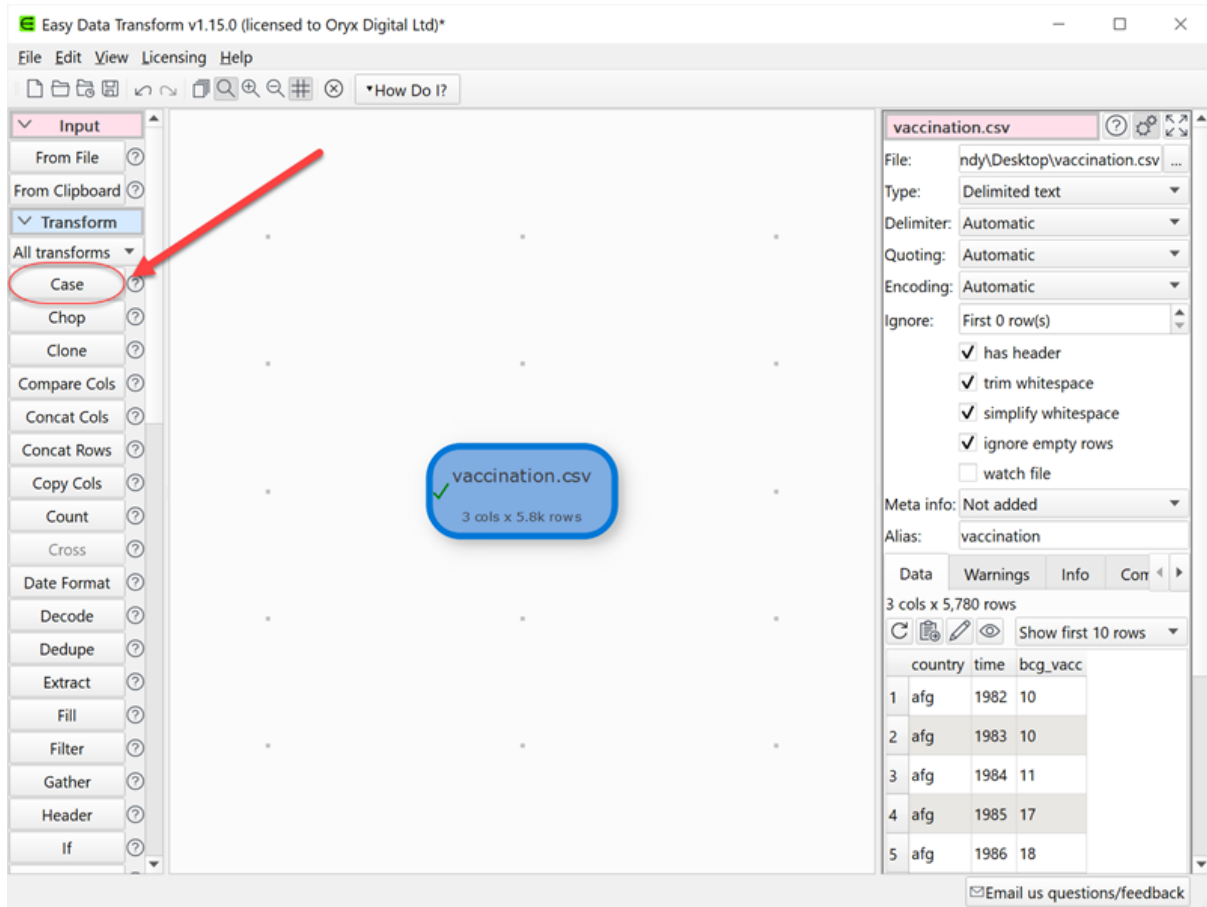 Easy Data Transform v1.15.0 (licensed to Oryx Digital Ltd)*
File Edit View Licensing Help
How Do I?
Input
From File
From Clipboard
Transform
All transforms
Case
Chop
Clone
Compare Cols
Concat Cols
Concat Rows
Copy Cols
Count
Cross
Date Format
Decode
Dedupe
Extract
Fill
Filter
Gather
Header
If
vaccination.csv
3 cols x 5.8k rows
vaccination.csv
File: ndy\Desktop\vaccination.csv ...
Type: Delimited text
Delimiter: Automatic
Quoting: Automatic
Encoding: Automatic
Ignore: First 0 row(s)
has header
trim whitespace
simplify whitespace
ignore empty rows
watch file
Meta info: Not added
Alias: vaccination
Data Warnings Info Com
3 cols x 5,780 rows
Show first 10 rows
country time bcg_vacc
1 afg 1982 10
2 afg 1983 10
3 afg 1984 11
4 afg 1985 17
5 afg 1986 18
Email us questions/feedback